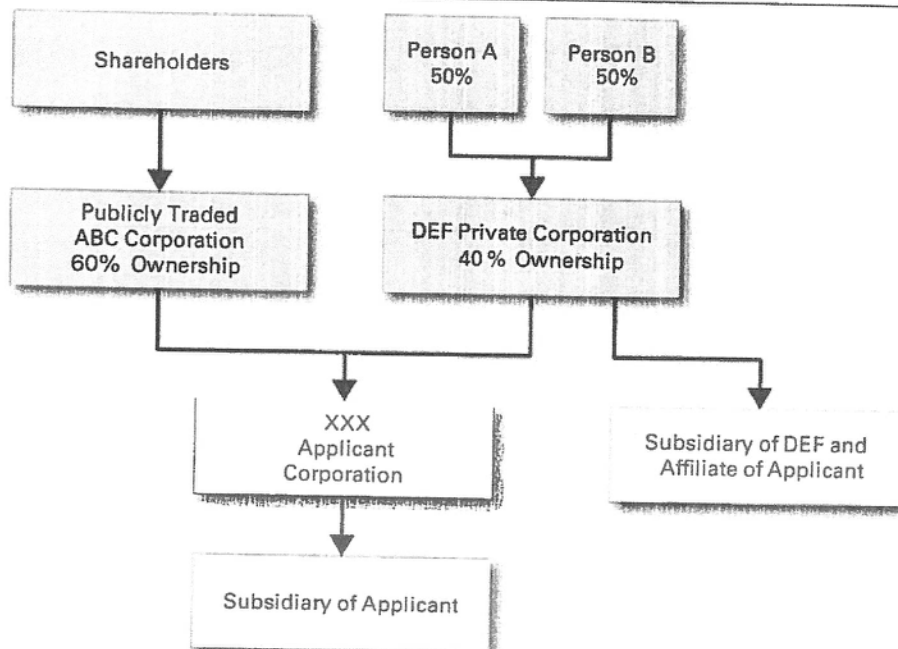 Shareholders
Person A
50%
Person B
50%
Publicly Traded
ABC Corporation
60% Ownership
DEF Private Corporation
40% Ownership
XXX
Applicant
Corporation
Subsidiary of DEF and
Affiliate of Applicant
Subsidiary of Applicant